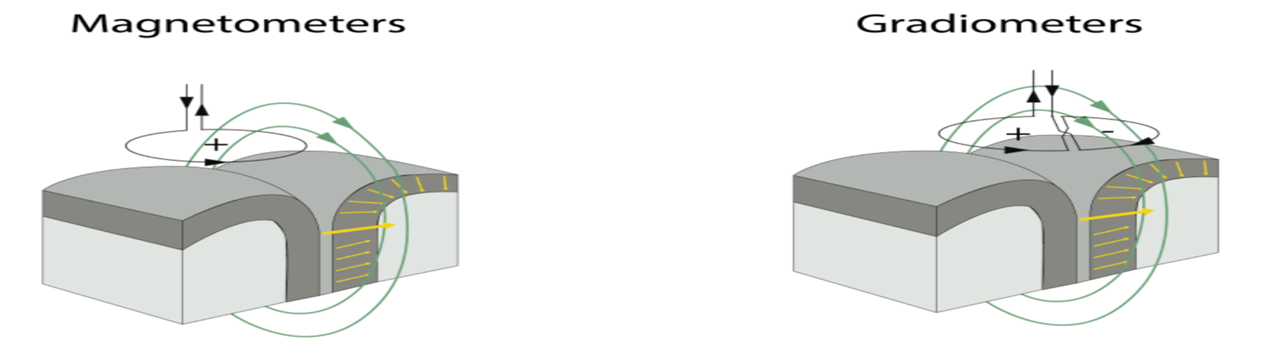 Magnetometers
Gradiometers
+
+ -